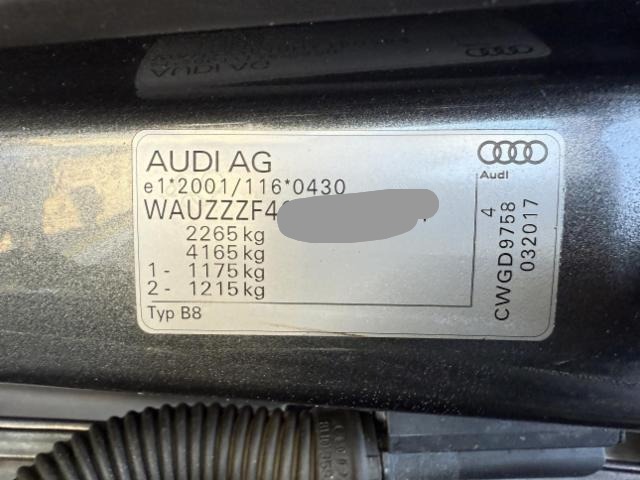 AUDI AG
Audi
e1*2001/116*0430
WAUZZZF4
2265 kg
4165 kg
1 - 1175 kg
2 - 1215 kg
Typ B8
4
CWGD9758
032017